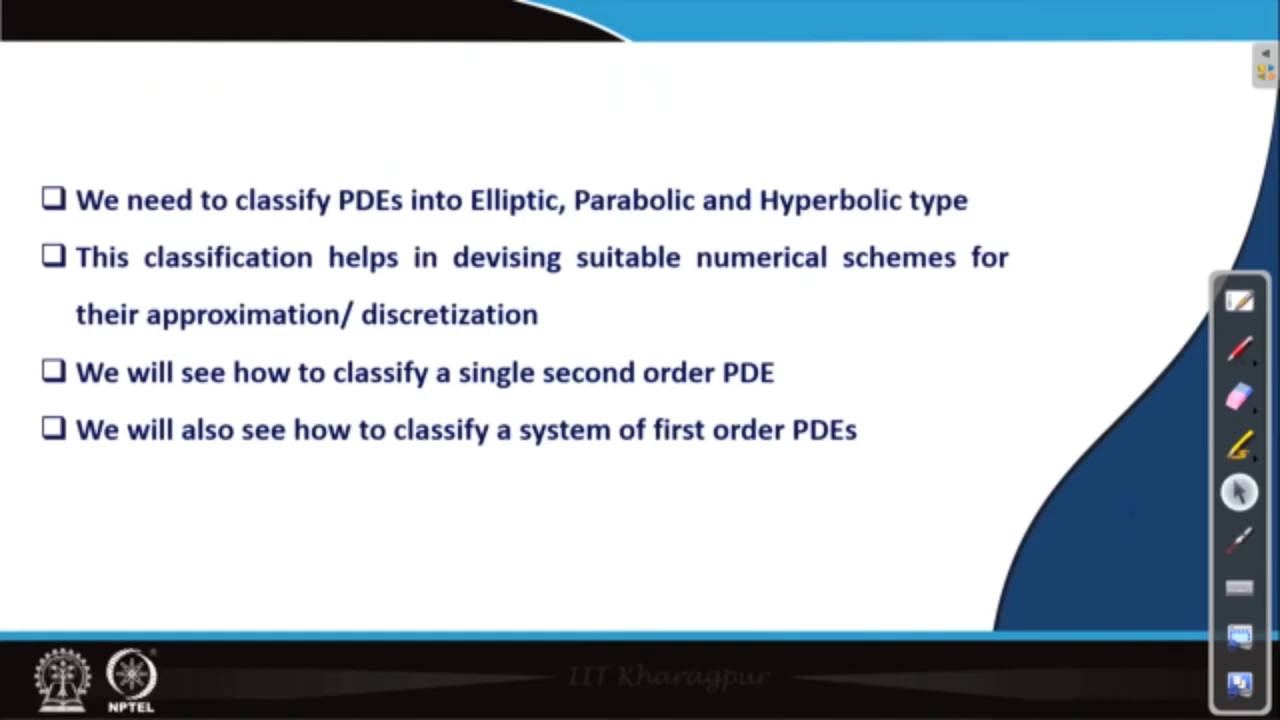 ❑ We need to classify PDEs into Elliptic, Parabolic and Hyperbolic type
❑ This classification helps in devising suitable numerical schemes for
their approximation/ discretization
❑ We will see how to classify a single second order PDE
❑ We will also see how to classify a system of first order PDEs
IIT Kharagpur
NPTEL